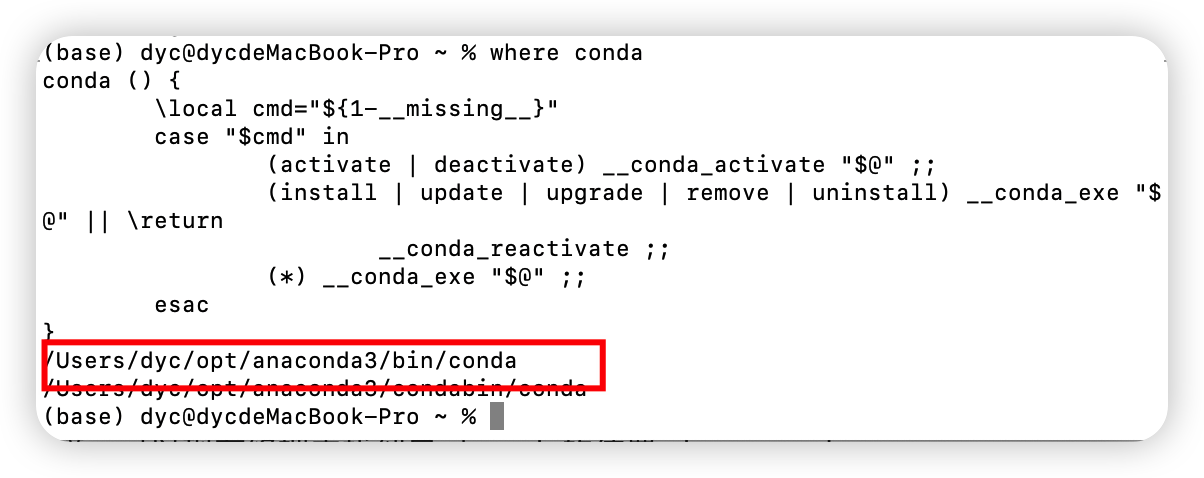 (base) dyc@dycdeMacBook-Pro ~ % where conda
conda () {
        \local cmd="${1-__missing__}"
        case "$cmd" in
                (activate | deactivate) __conda_activate "$@" ;;
                (install | update | upgrade | remove | uninstall) __conda_exe "$
@" || \return
                        __conda_reactivate ;;
                (*) __conda_exe "$@" ;;
        esac
}
/Users/dyc/opt/anaconda3/bin/conda
/Users/dyc/opt/anaconda3/condabin/conda
(base) dyc@dycdeMacBook-Pro ~ %